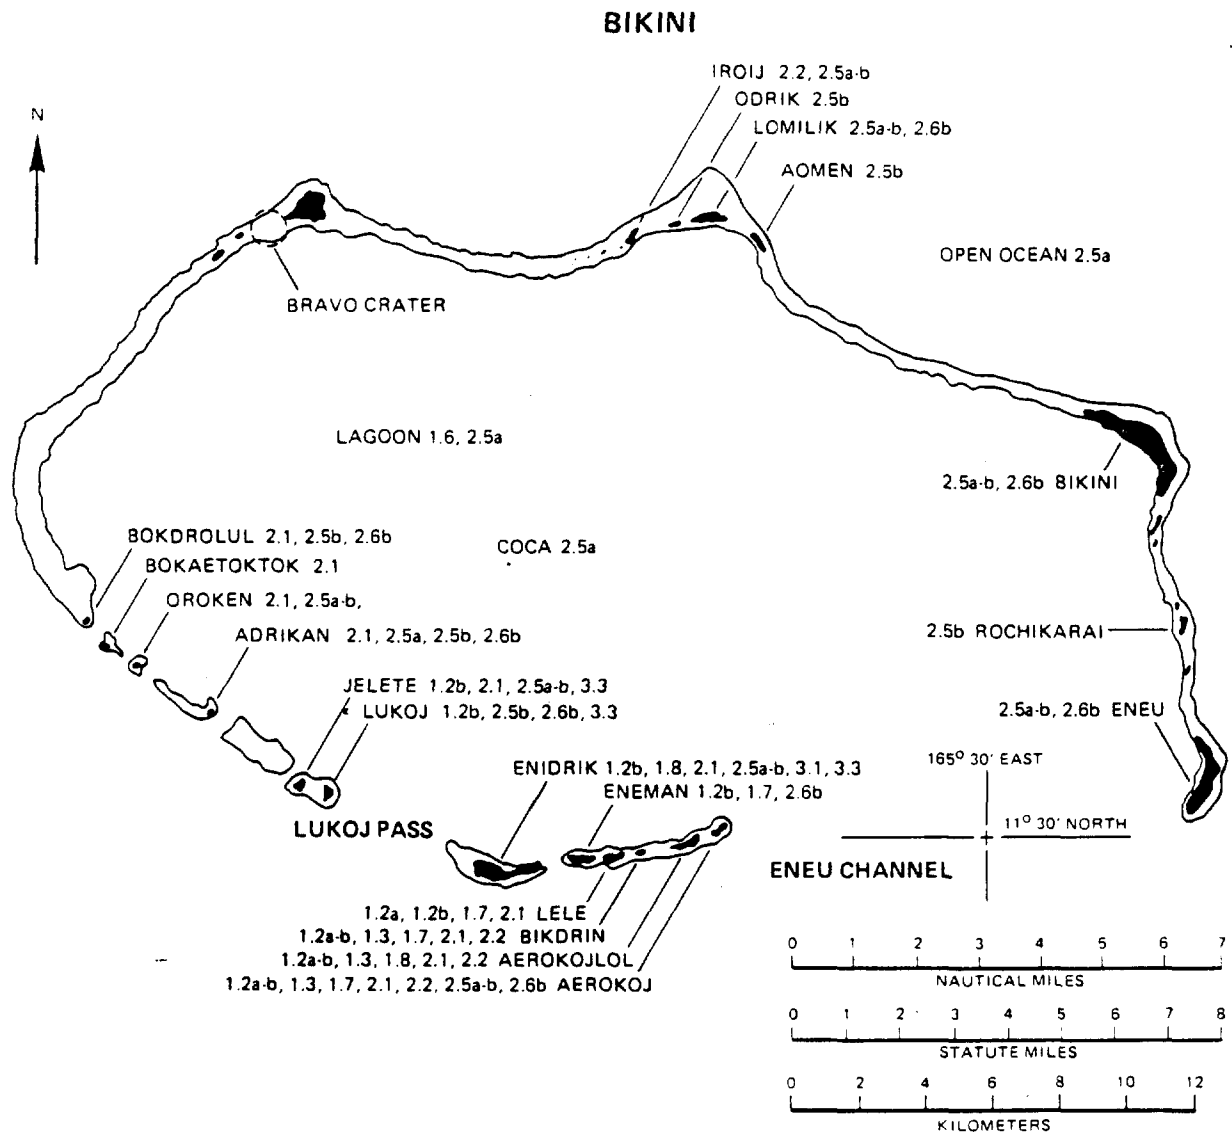 BIKINI
IROIJ 2.2, 2.5a-b
ODRIK 2.5b
LOMILIK 2.5a-b, 2.6b
AOMEN 2.5b
N
OPEN OCEAN 2.5a
BRAVO CRATER
LAGOON 1.6, 2.5a
2.5a-b, 2.6b BIKINI
BOKDROLUL 2.1, 2.5b, 2.6b
COCA 2.5a
BOKAETOKTOK 2.1
OROKEN 2.1, 2.5a-b,
ADRIKAN 2.1, 2.5a, 2.5b, 2.6b
2.5b ROCHIKARAI
JELETE 1.2b, 2.1, 2.5a-b, 3.3
LUKOJ 1.2b, 2.5b, 2.6b, 3.3
2.5a-b, 2.6b ENEU
165° 30' EAST
ENIDRIK 1.2b, 1.8, 2.1, 2.5a-b, 3.1, 3.3
ENEMAN 1.2b, 1.7, 2.6b
11° 30' NORTH
LUKOJ PASS
ENEU CHANNEL
1.2a, 1.2b, 1.7, 2.1 LELE
1.2a-b, 1.3, 1.7, 2.1, 2.2 BIKDRIN
1.2a-b, 1.3, 1.8, 2.1, 2.2 AEROKOJLOL
1.2a-b, 1.3, 1.7, 2.1, 2.2, 2.5a-b, 2.6b AEROKOJ
0 1 2 3 4 5 6 7
NAUTICAL MILES
0 1 2 3 4 5 6 7 8
STATUTE MILES
0 2 4 6 8 10 12
KILOMETERS